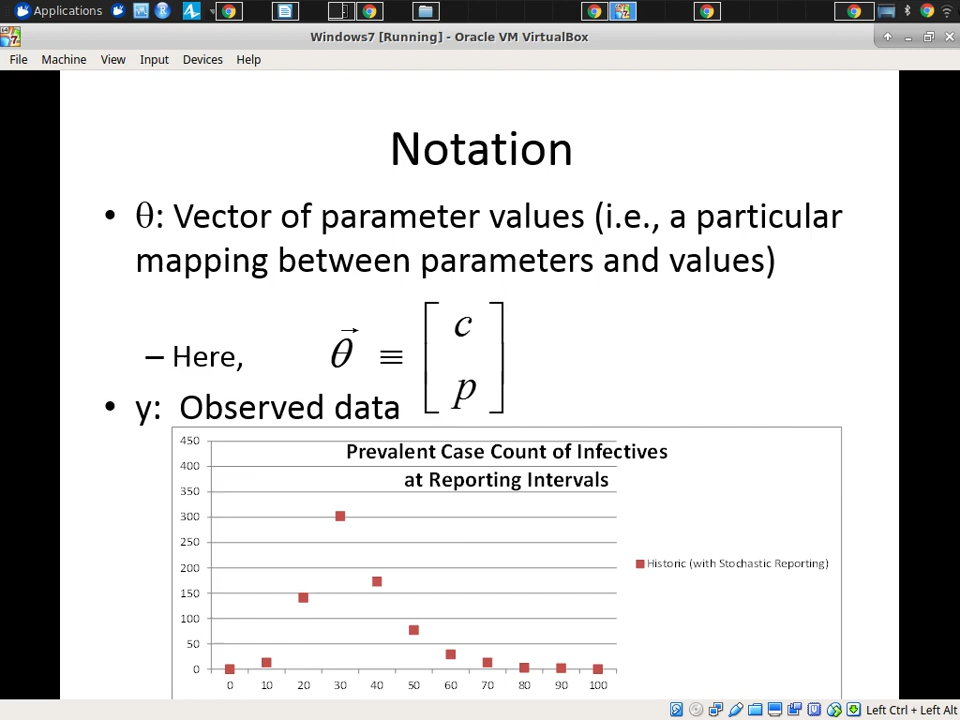 Applications
Windows7 [Running] - Oracle VM VirtualBox
File Machine View Input Devices Help
Notation
• θ: Vector of parameter values (i.e., a particular
mapping between parameters and values)
– Here, θ⃗ ≡ [ c
p ]
• y: Observed data
Prevalent Case Count of Infectives
at Reporting Intervals
450
400
350
300
250
200
150
100
50
0
Historic (with Stochastic Reporting)
0 10 20 30 40 50 60 70 80 90 100
Left Ctrl + Left Alt